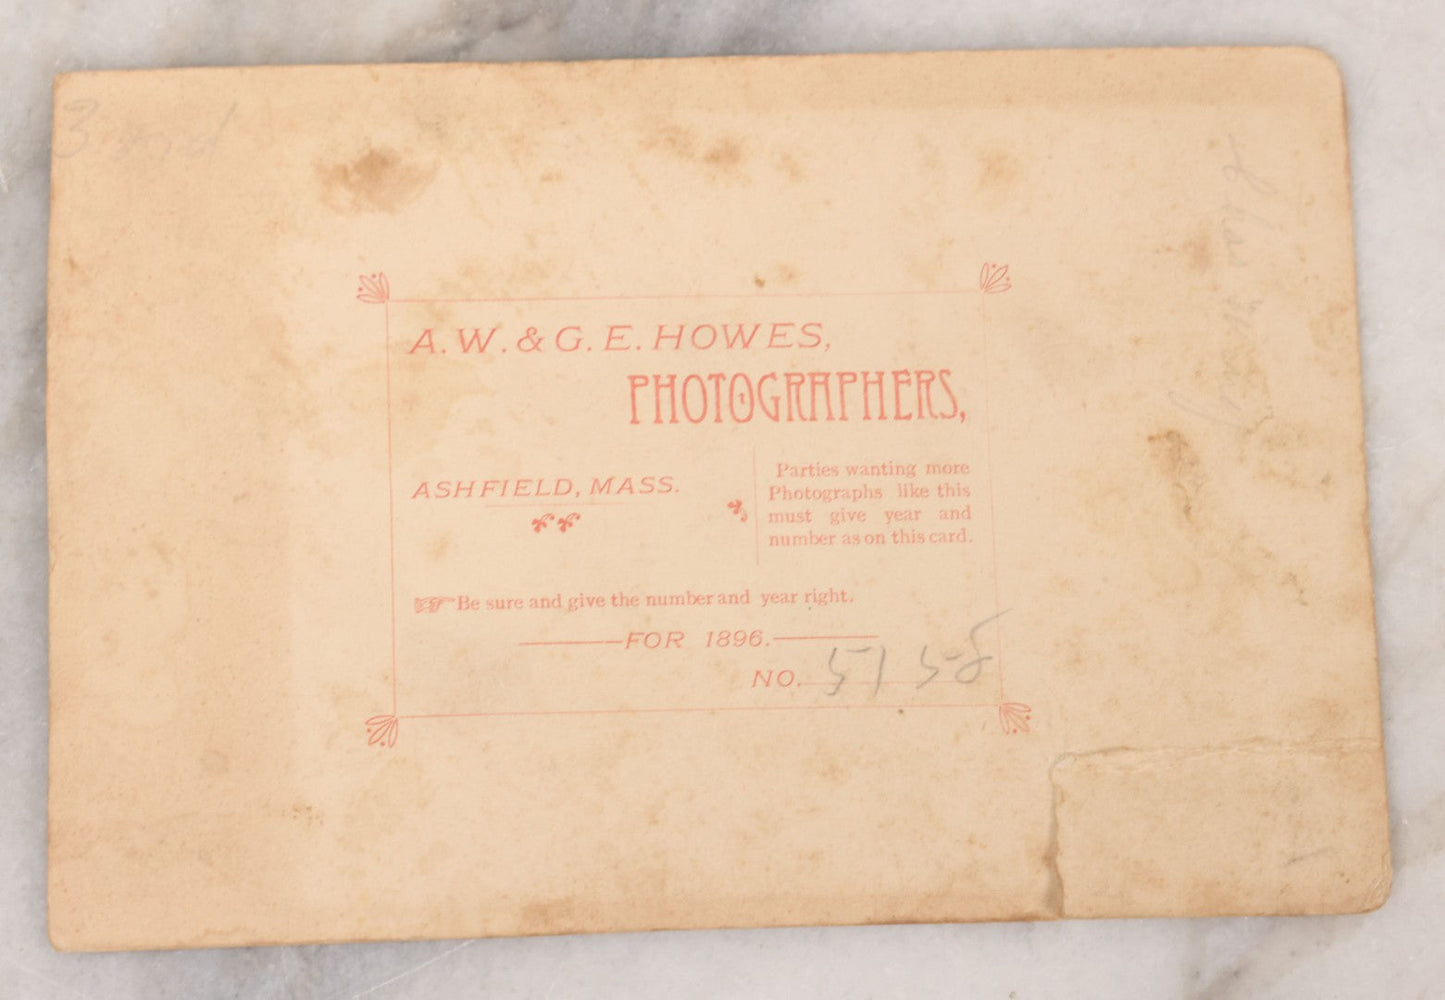 A. W. & G. E. HOWES,
PHOTOGRAPHERS,
ASHFIELD, MASS.
Parties wanting more
Photographs like this
must give year and
number as on this card.
Be sure and give the number and year right.
FOR 1896.
NO. 5158